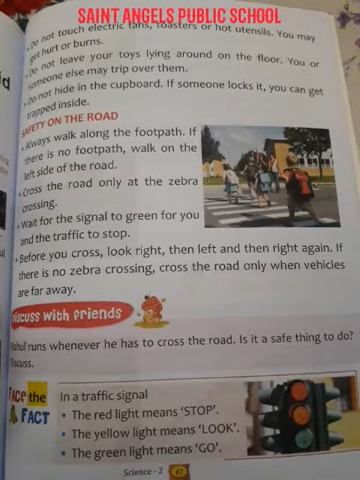 SAINT ANGELS PUBLIC SCHOOL
Do not touch electric fans, toasters or hot utensils. You may
get hurt or burns.
• Do not leave your toys lying around on the floor. You or
someone else may trip over them.
• Do not hide in the cupboard. If someone locks it, you can get
trapped inside.
SAFETY ON THE ROAD
• Always walk along the footpath. If
there is no footpath, walk on the
left side of the road.
• Cross the road only at the zebra
crossing.
• Wait for the signal to green for you
and the traffic to stop.
• Before you cross, look right, then left and then right again. If
there is no zebra crossing, cross the road only when vehicles
are far away.
Discuss with friends
Rahul runs whenever he has to cross the road. Is it a safe thing to do?
Discuss.
FACE the
FACT
In a traffic signal
• The red light means ‘STOP’.
• The yellow light means ‘LOOK’.
• The green light means ‘GO’.
Science - 2 67